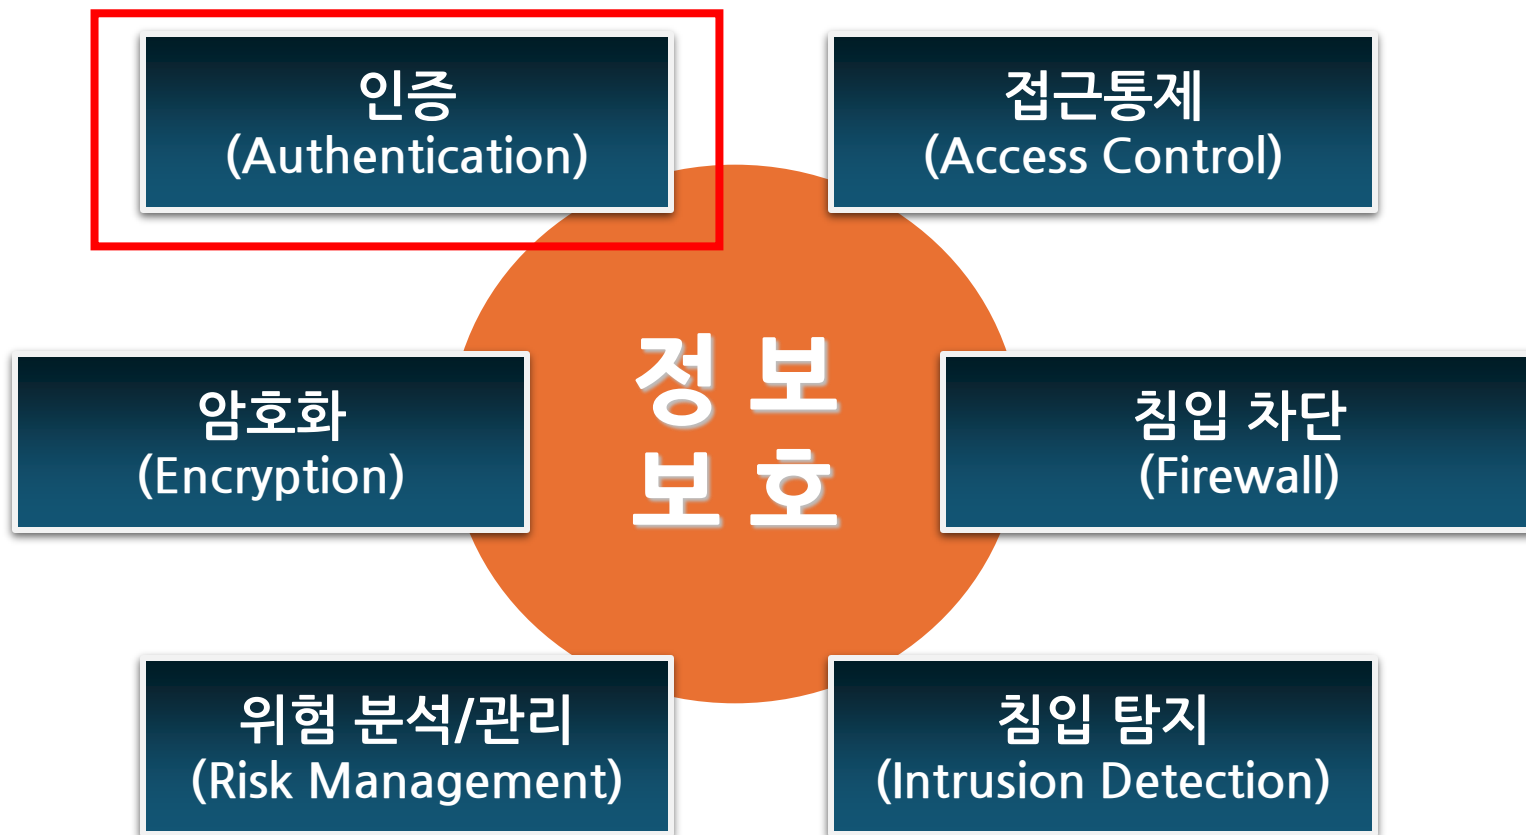 인증
(Authentication)
접근통제
(Access Control)
암호화
(Encryption)
정 보
보 호
침입 차단
(Firewall)
위험 분석/관리
(Risk Management)
침입 탐지
(Intrusion Detection)